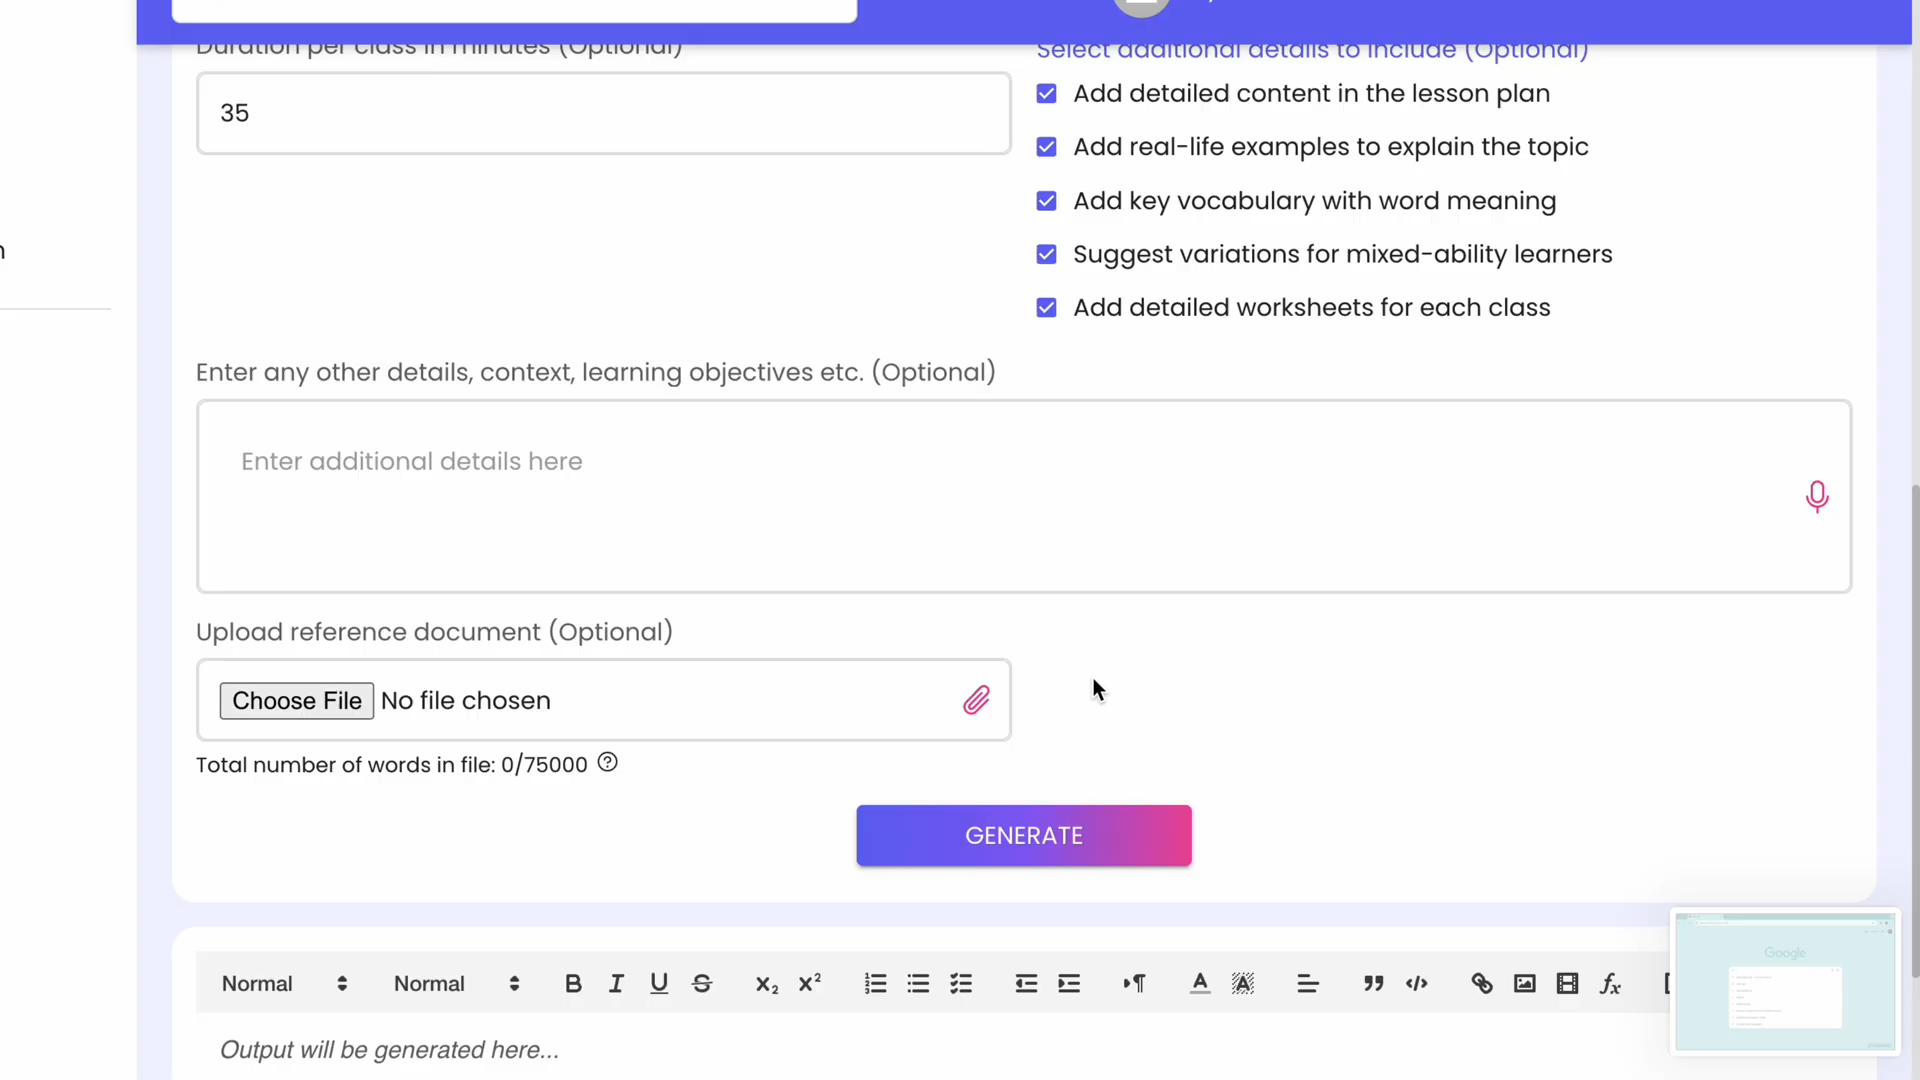 Duration per class in minutes (Optional)
35
Select additional details to include (Optional)
Add detailed content in the lesson plan
Add real-life examples to explain the topic
Add key vocabulary with word meaning
Suggest variations for mixed-ability learners
Add detailed worksheets for each class
Enter any other details, context, learning objectives etc. (Optional)
Enter additional details here
Upload reference document (Optional)
Choose File No file chosen
Total number of words in file: 0/75000
GENERATE
Normal Normal
Output will be generated here...
Google